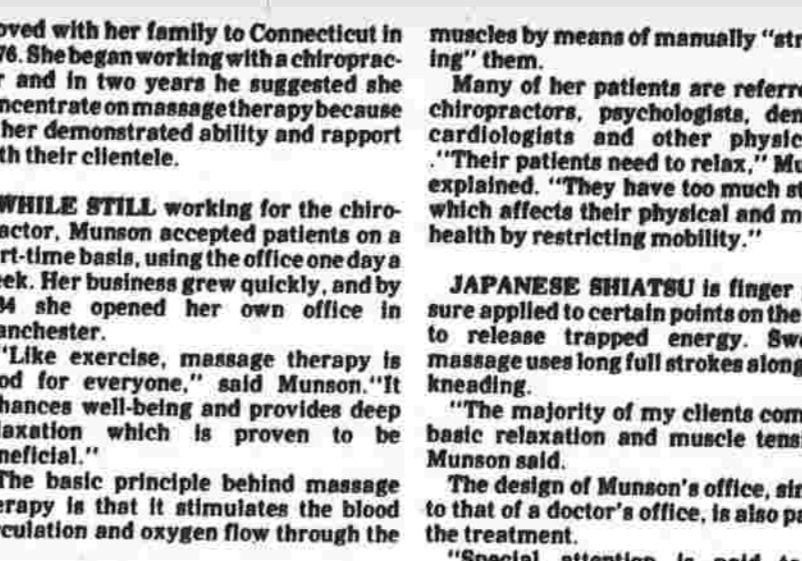 oved with her family to Connecticut in
76. She began working with a chiroprac-
r and in two years he suggested she
ncentrate on massage therapy because
her demonstrated ability and rapport
th their clientele.
WHILE STILL working for the chiro-
actor, Munson accepted patients on a
rt-time basis, using the office one day a
eek. Her business grew quickly, and by
84 she opened her own office in
anchester.
"Like exercise, massage therapy is
od for everyone," said Munson."It
hances well-being and provides deep
laxation which is proven to be
neficial."
The basic principle behind massage
erapy is that it stimulates the blood
rculation and oxygen flow through the
muscles by means of manually "str
ing" them.
Many of her patients are referre
chiropractors, psychologists, den
cardiologists and other physic
."Their patients need to relax," Mu
explained. "They have too much st
which affects their physical and m
health by restricting mobility."
JAPANESE SHIATSU is finger
sure applied to certain points on the
to release trapped energy. Swe
massage uses long full strokes along
kneading.
"The majority of my clients com
basic relaxation and muscle tens
Munson said.
The design of Munson's office, sim
to that of a doctor's office, is also pa
the treatment.
"Special attention is paid to